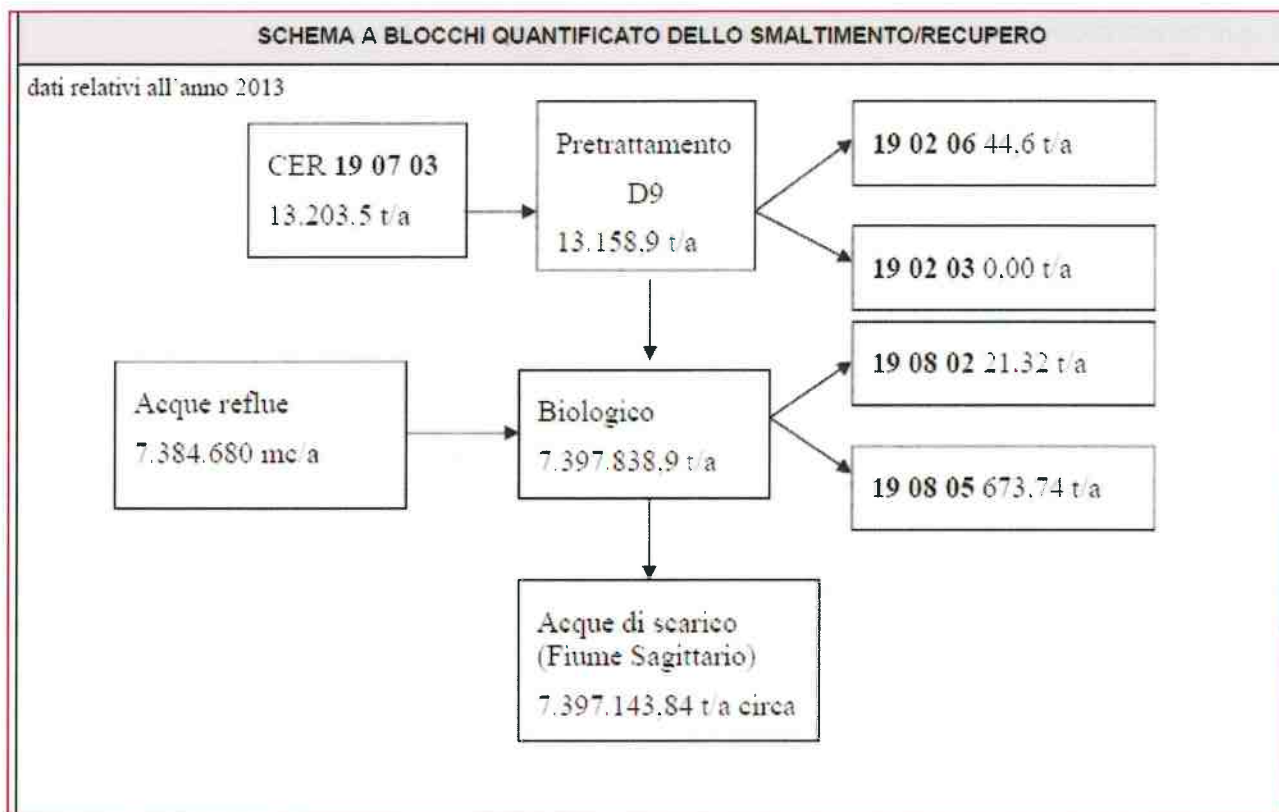 SCHEMA A BLOCCHI QUANTIFICATO DELLO SMALTIMENTO/RECUPERO
dati relativi all'anno 2013
CER 19 07 03
13.203,5 t/a
Pretrattamento
D9
13.158,9 t/a
19 02 06 44,6 t/a
19 02 03 0,00 t/a
Acque reflue
7.384.680 mc/a
Biologico
7.397.838,9 t/a
19 08 02 21,32 t/a
19 08 05 673,74 t/a
Acque di scarico
(Fiume Sagittario)
7.397.143,84 t/a circa